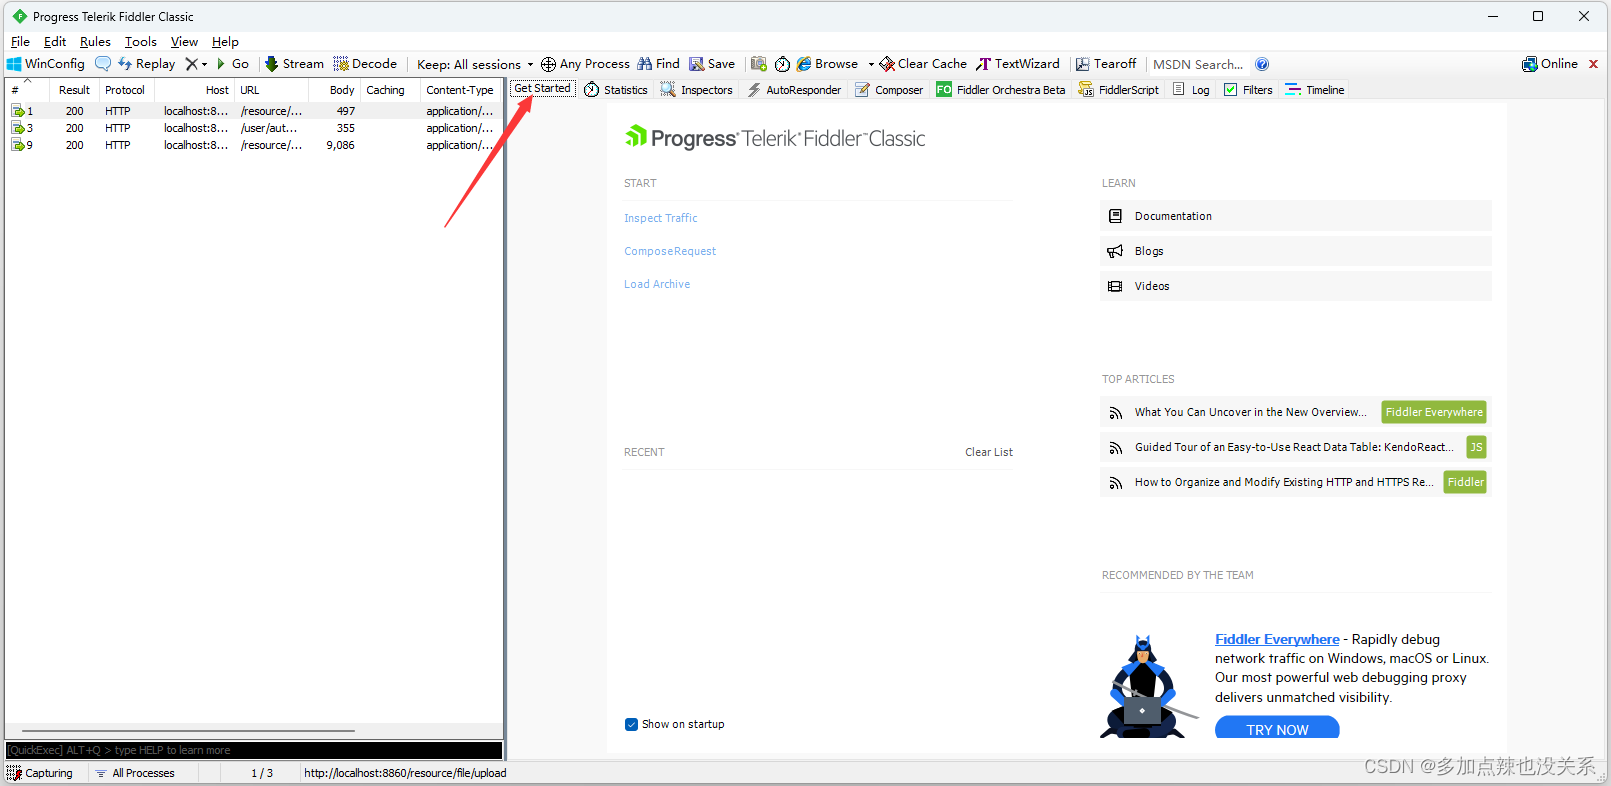 Progress Telerik Fiddler Classic
File Edit Rules Tools View Help
WinConfig Replay Go Stream Decode Keep: All sessions Any Process Find Save Browse Clear Cache TextWizard Tearoff MSDN Search... Online
Get Started Statistics Inspectors AutoResponder Composer FO Fiddler Orchestra Beta FiddlerScript Log Filters Timeline
# Result Protocol Host URL Body Caching Content-Type
1 200 HTTP localhost:8... /resource/... 497 application/...
3 200 HTTP localhost:8... /user/aut... 355 application/...
9 200 HTTP localhost:8... /resource/... 9,086 application/...
Progress® Telerik® Fiddler™ Classic
START
Inspect Traffic
Compose Request
Load Archive
RECENT Clear List
Show on startup
LEARN
Documentation
Blogs
Videos
TOP ARTICLES
What You Can Uncover in the New Overview... Fiddler Everywhere
Guided Tour of an Easy-to-Use React Data Table: KendoReact... JS
How to Organize and Modify Existing HTTP and HTTPS Re... Fiddler
RECOMMENDED BY THE TEAM
Fiddler Everywhere - Rapidly debug
network traffic on Windows, macOS or Linux.
Our most powerful web debugging proxy
delivers unmatched visibility.
TRY NOW
[QuickExec] ALT+Q > type HELP to learn more
Capturing All Processes 1 / 3 http://localhost:8860/resource/file/upload
CSDN @多加点辣也没关系